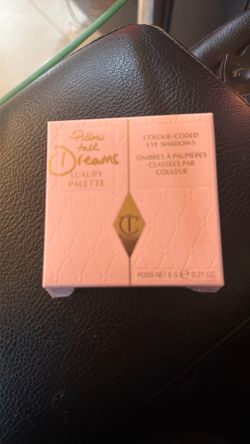 Pillow
talk
Dreams
LUXURY
PALETTE
COLOUR-CODED
EYE SHADOWS
OMBRES À PAUPIÈRES
CLASSÉES PAR
COULEUR
CT
POIDS NET 6 G ℮ 0.21 OZ